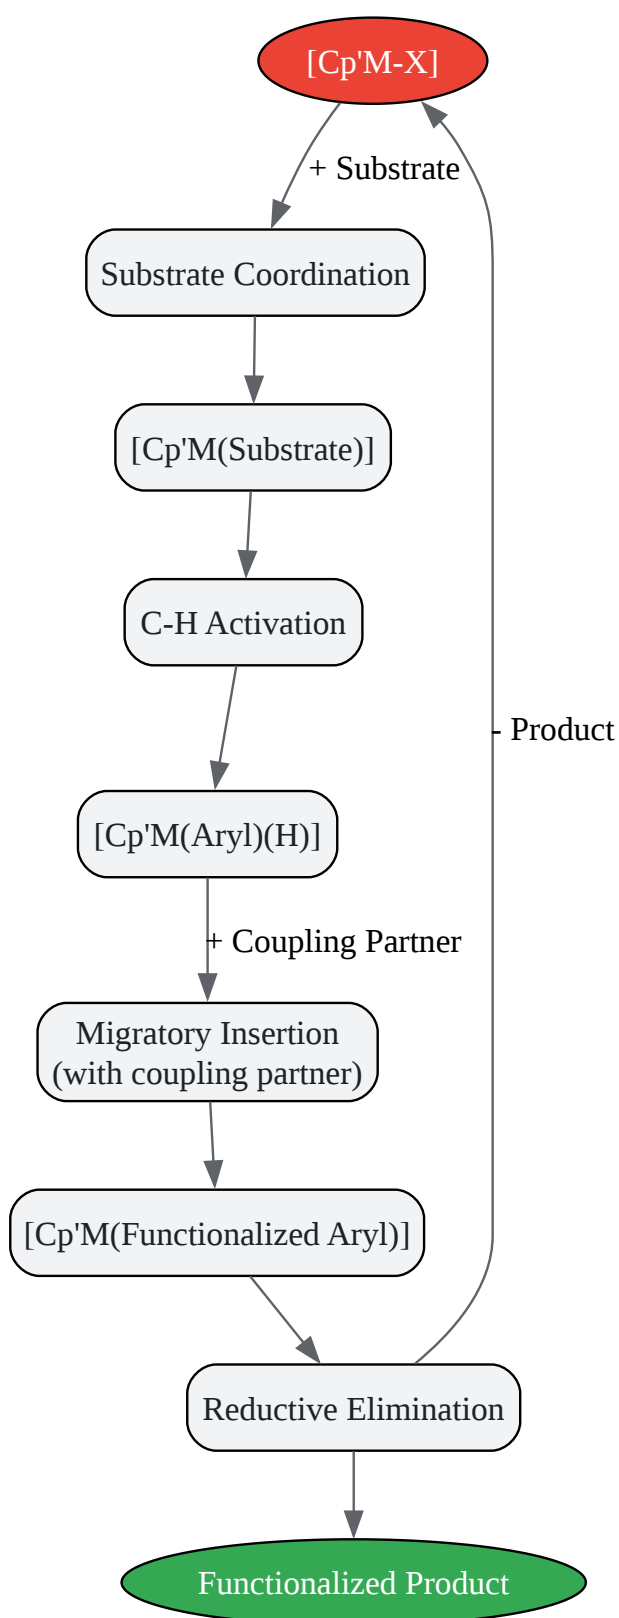 [Cp'M-X]
+ Substrate
Substrate Coordination
[Cp'M(Substrate)]
C-H Activation
- Product
[Cp'M(Aryl)(H)]
+ Coupling Partner
Migratory Insertion
(with coupling partner)
[Cp'M(Functionalized Aryl)]
Reductive Elimination
Functionalized Product